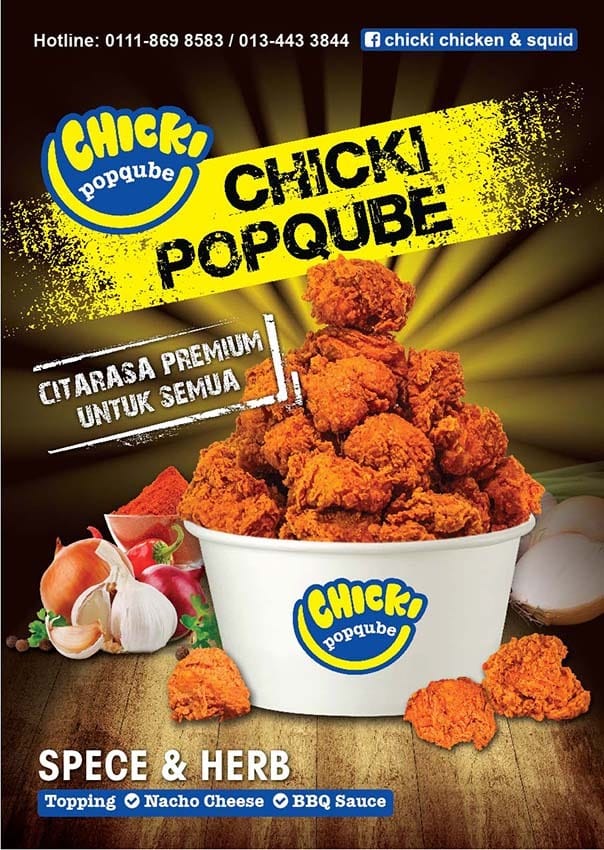 Hotline: 0111-869 8583 / 013-443 3844 f chicki chicken & squid
CHICKI
popqube
CHICKI
POPQUBE
CITARASA PREMIUM
UNTUK SEMUA
CHICKI
popqube
SPECE & HERB
Topping Nacho Cheese BBQ Sauce